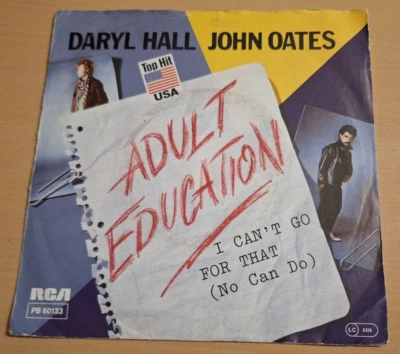 DARYL HALL JOHN OATES
Top Hit
USA
ADULT
EDUCATION
I CAN'T GO
FOR THAT
(No Can Do)
RCA
PB 60133
LC